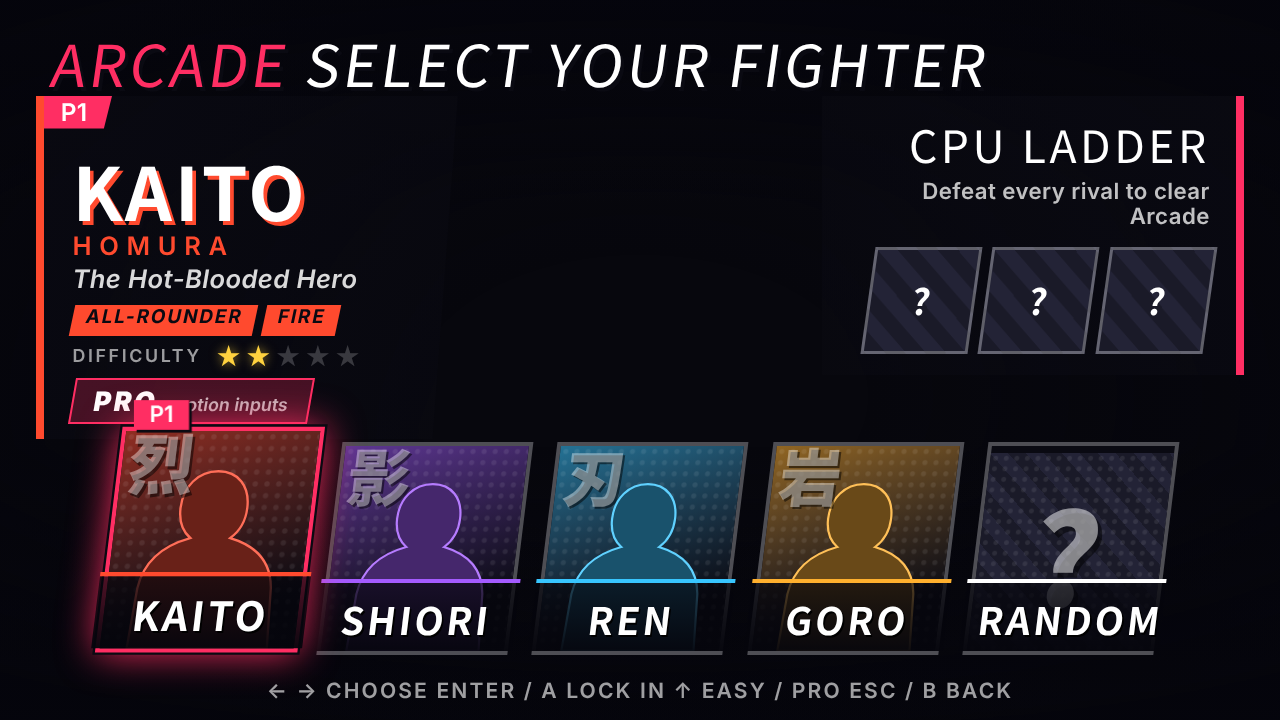 ARCADE SELECT YOUR FIGHTER
P1
KAITO
HOMURA
The Hot-Blooded Hero
ALL-ROUNDER FIRE
DIFFICULTY ★★★★★
PRO inputs
CPU LADDER
Defeat every rival to clear
Arcade
? ? ?
P1
烈 影 刃 岩 ?
KAITO SHIORI REN GORO RANDOM
← → CHOOSE ENTER / A LOCK IN ↑ EASY / PRO ESC / B BACK